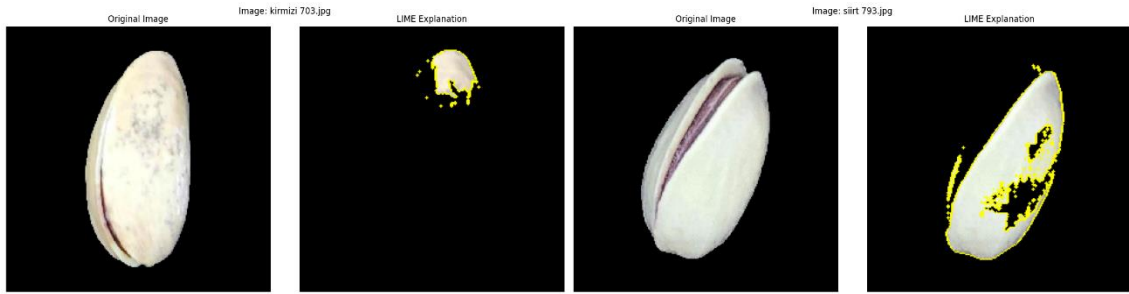 Image: kirmizi 703.jpg
Original Image
LIME Explanation
Image: siirt 793.jpg
Original Image
LIME Explanation